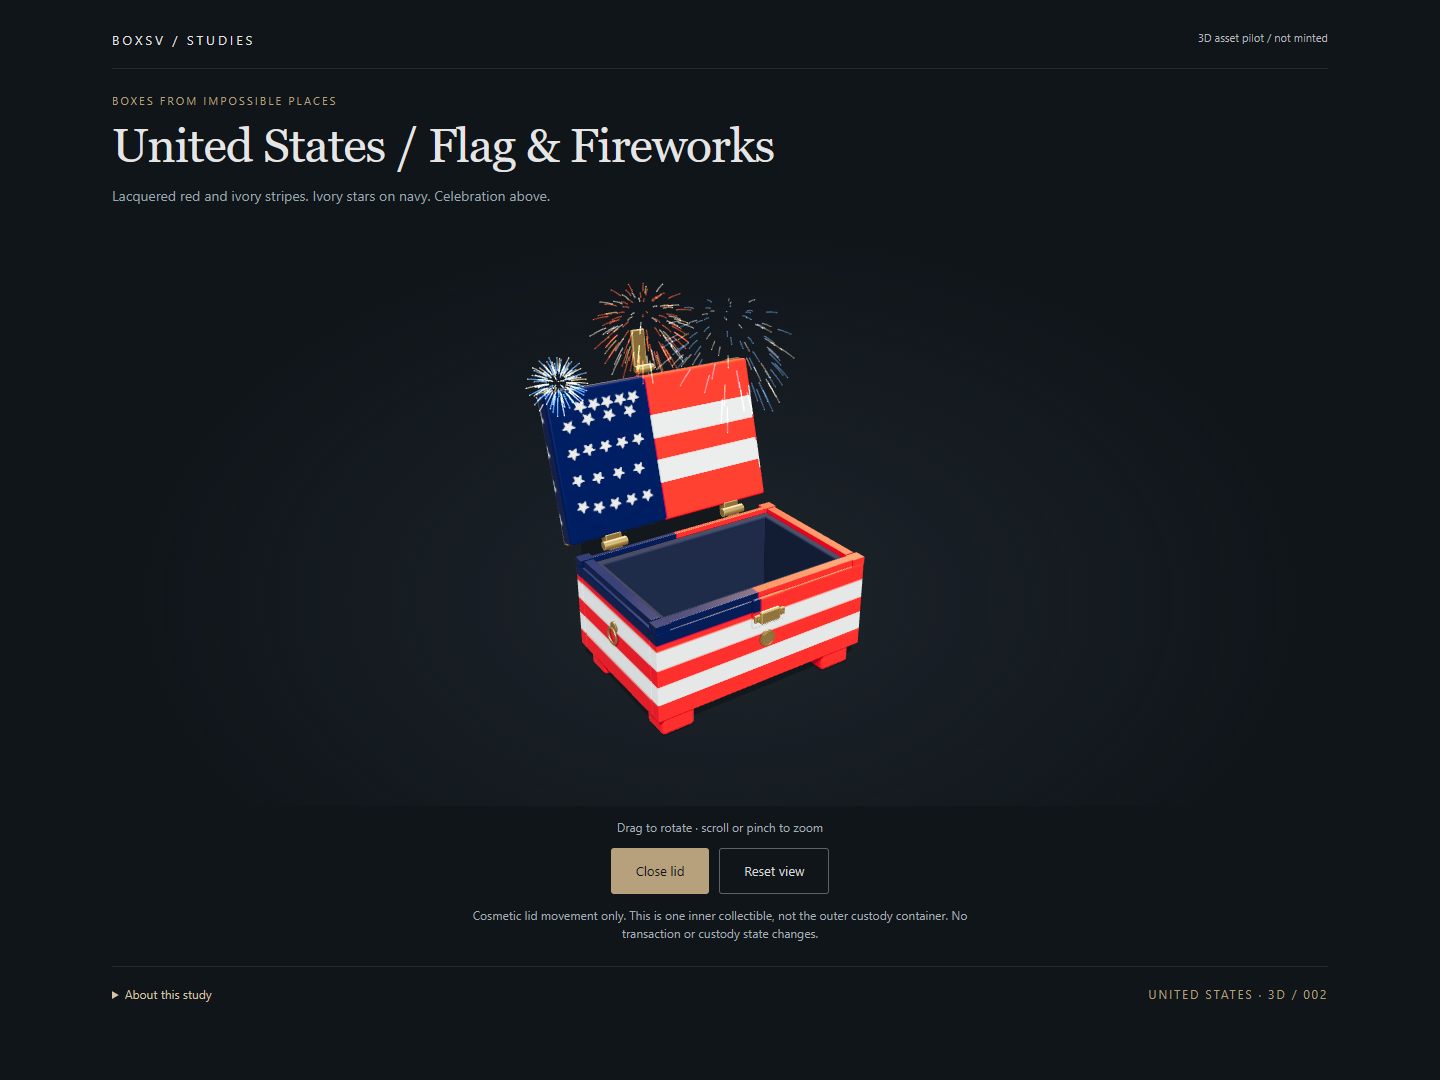 BOXSV / STUDIES
3D asset pilot / not minted
BOXES FROM IMPOSSIBLE PLACES
United States / Flag & Fireworks
Lacquered red and ivory stripes. Ivory stars on navy. Celebration above.
Drag to rotate · scroll or pinch to zoom
Close lid
Reset view
Cosmetic lid movement only. This is one inner collectible, not the outer custody container. No
transaction or custody state changes.
About this study
UNITED STATES · 3D / 002